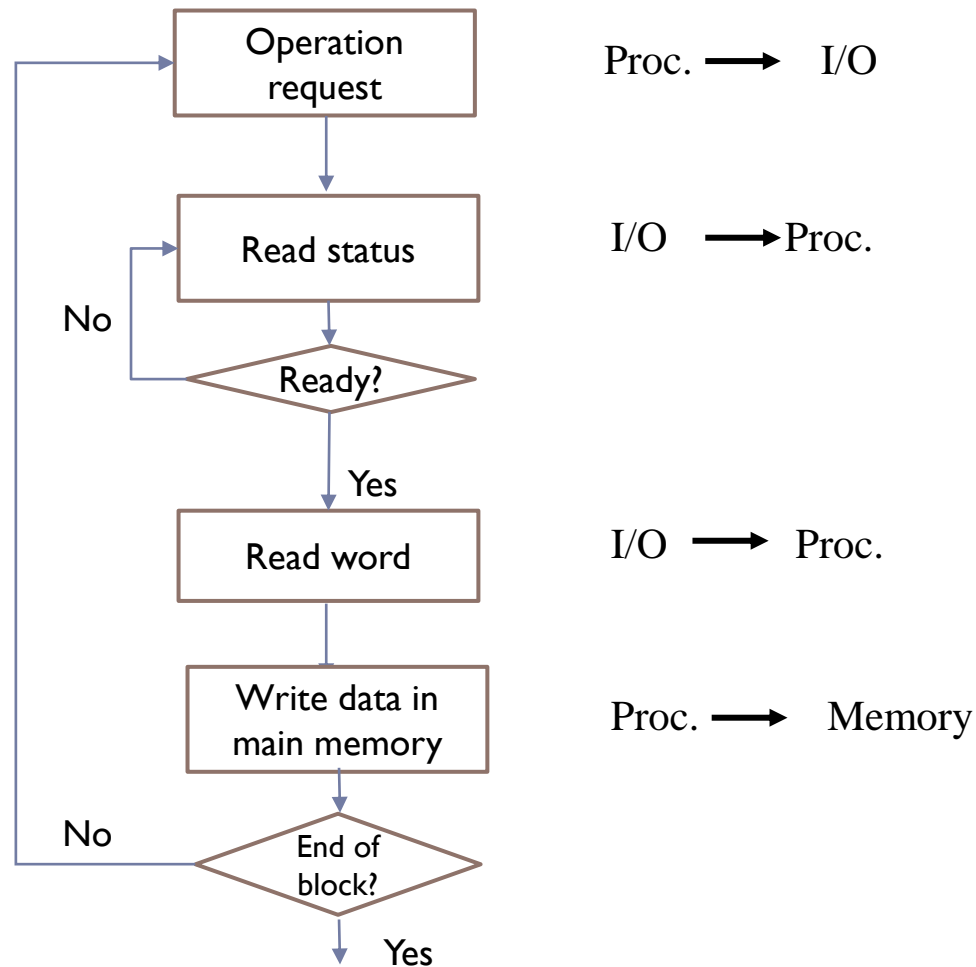 Operation
request
Proc. I/O
Read status
I/O Proc.
No
Ready?
Yes
Read word
I/O Proc.
Write data in
main memory
Proc. Memory
No
End of
block?
Yes